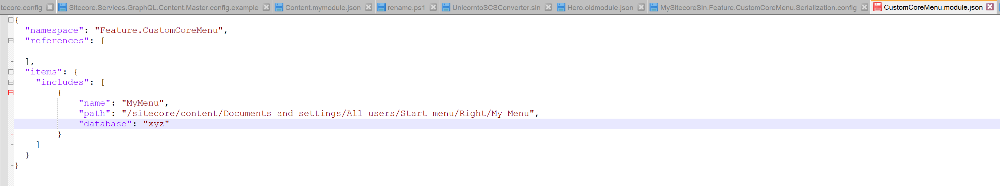 itecore.config Sitecore.Services.GraphQL.Content.Master.config.example Content.mymodule.json rename.ps1 UnicorntoSCSConverter.sln Hero.oldmodule.json MySitecoreSln.Feature.CustomCoreMenu.Serialization.config CustomCoreMenu.module.json
{
"namespace": "Feature.CustomCoreMenu",
"references": [
],
"items": {
"includes": [
{
"name": "MyMenu",
"path": "/sitecore/content/Documents and settings/All users/Start menu/Right/My Menu",
"database": "xyz"
}
]
}
}